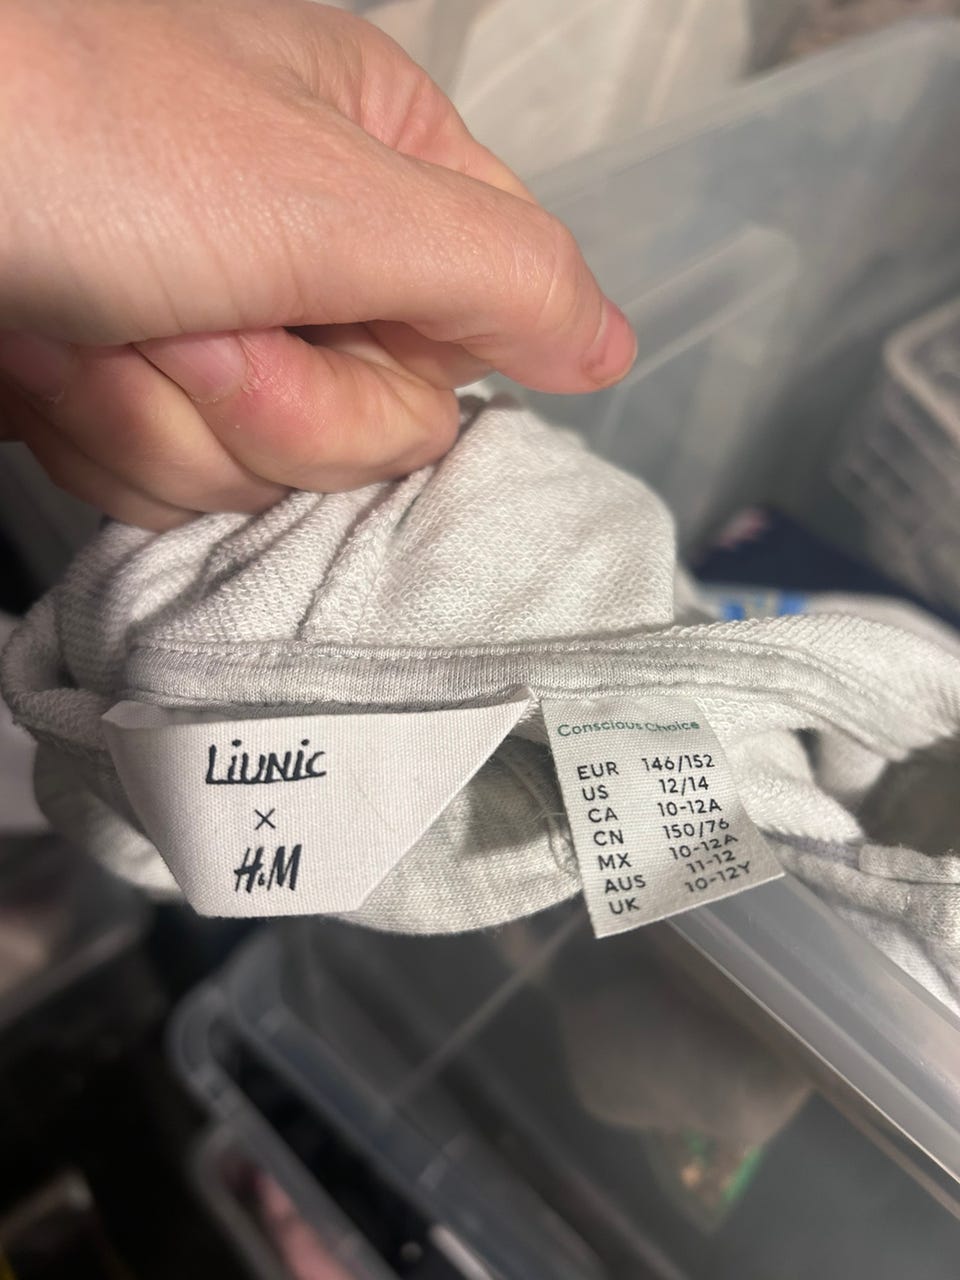 Liunic
×
H&M
Conscious Choice
EUR 146/152
US 12/14
CA 10-12A
CN 150/76
MX 10-12A
AUS 11-12
UK 10-12Y